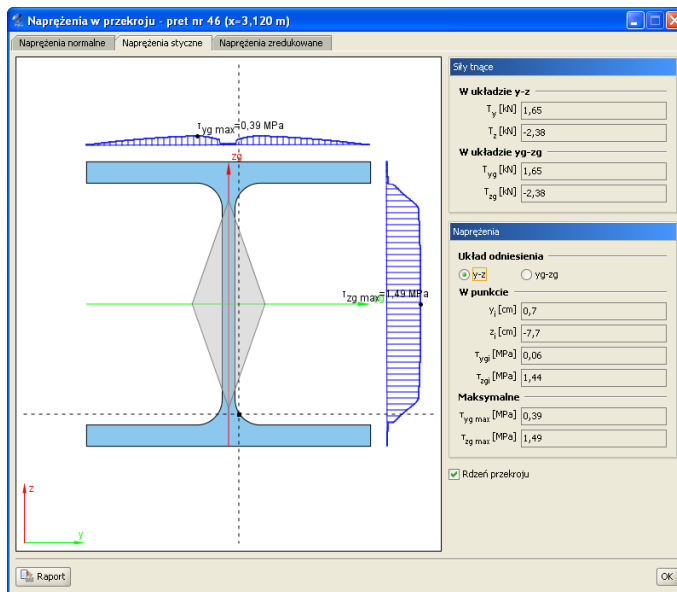 Naprężenia w przekroju - pret nr 46 (x=3,120 m)
Naprężenia normalne
Naprężenia styczne
Naprężenia zredukowane
τyg max=0,39 MPa
zg
τzg max=1,49 MPa
z
Y
Siły tnące
W układzie y-z
Ty [kN] 1,65
Tz [kN] -2,38
W układzie yg-zg
Tyg [kN] 1,65
Tzg [kN] -2,38
Naprężenia
Układ odniesienia
y-z
yg-zg
W punkcie
yi [cm] 0,7
zi [cm] -7,7
τygi [MPa] 0,06
τzgi [MPa] 1,44
Maksymalne
τyg max [MPa] 0,39
τzg max [MPa] 1,49
Rdzeń przekroju
Raport
OK